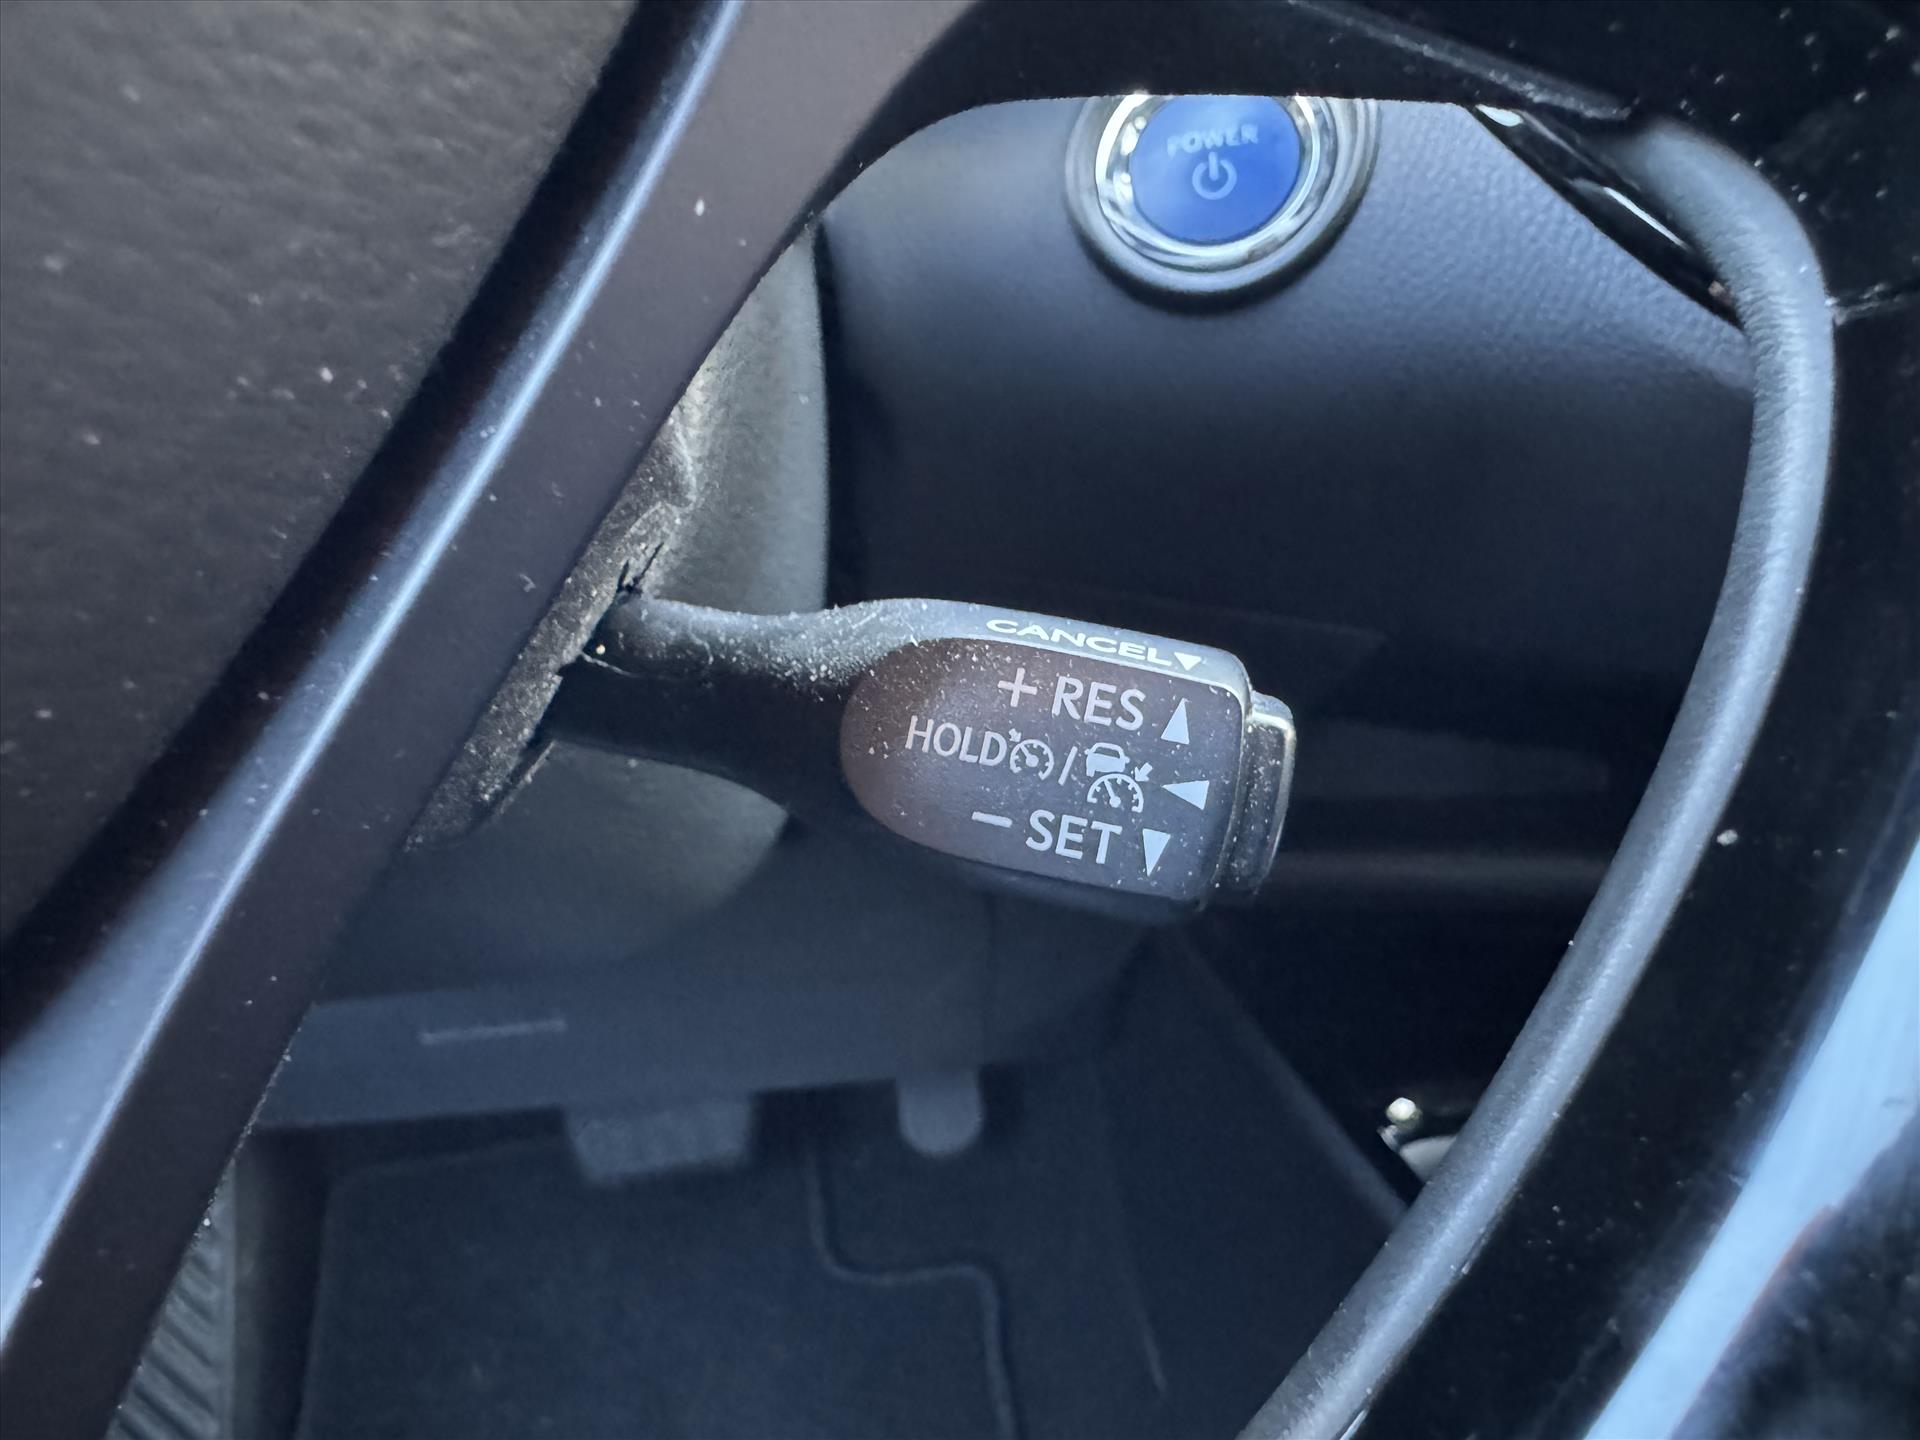 POWER
CANCEL▼
+ RES ▲
HOLD / ◀
– SET ▼